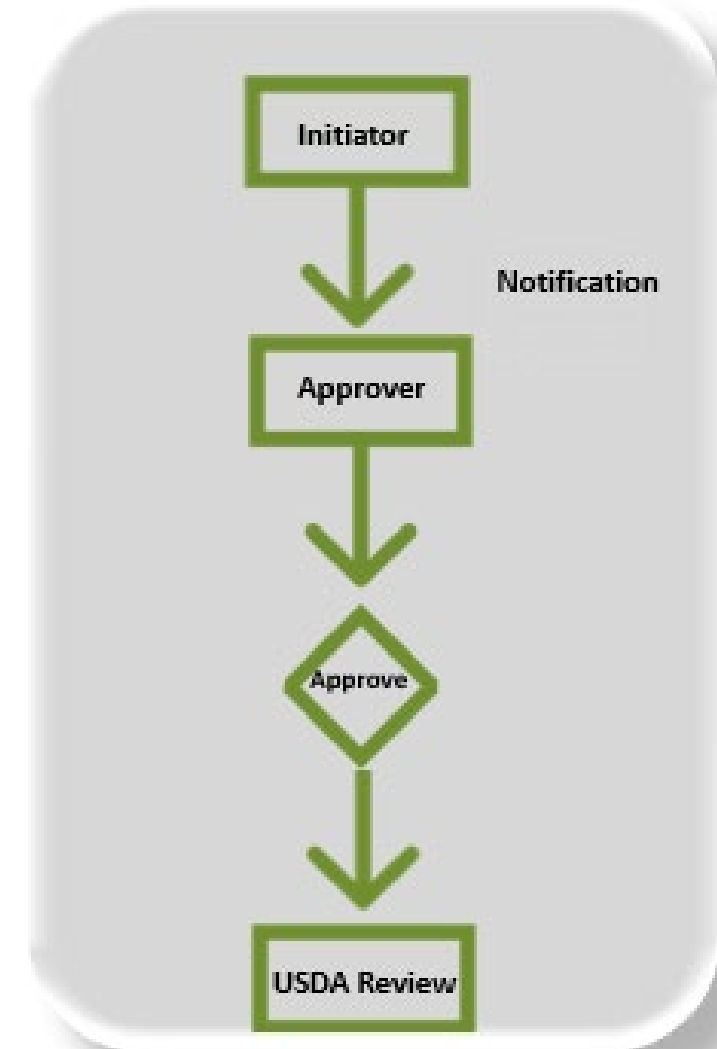 Initiator
Notification
Approver
Approve
USDA Review